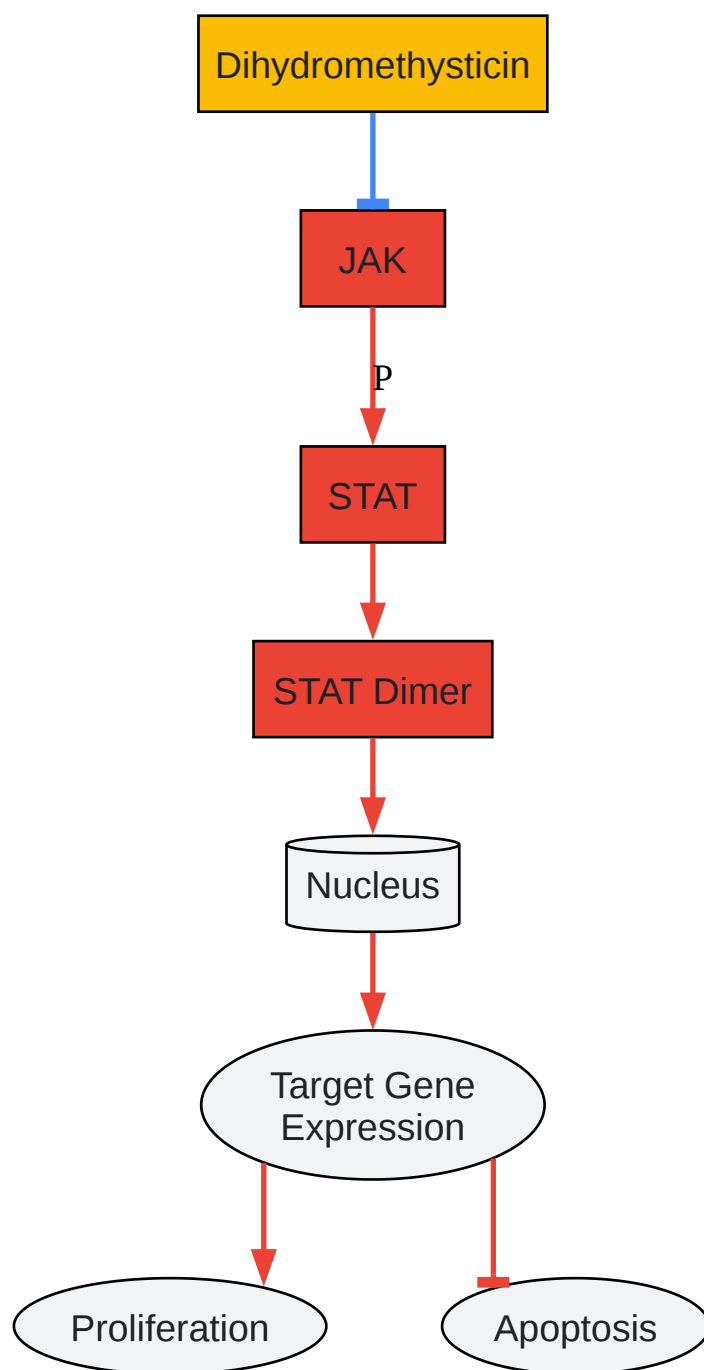 Dihydromethysticin
JAK
P
STAT
STAT Dimer
Nucleus
Target Gene
Expression
Proliferation
Apoptosis